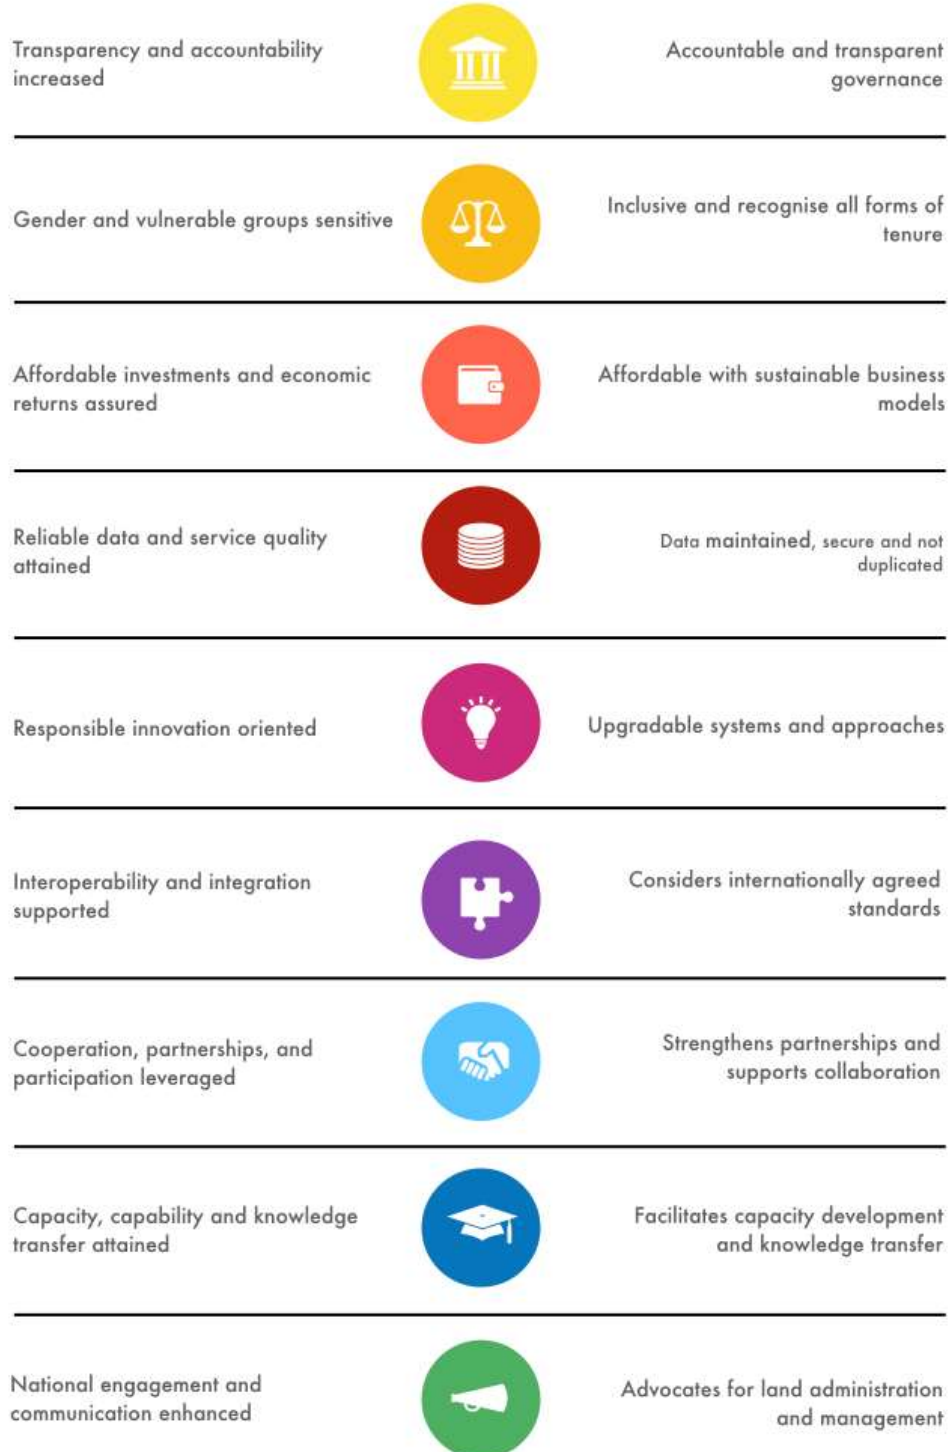 Transparency and accountability
increased
Accountable and transparent
governance
Gender and vulnerable groups sensitive
Inclusive and recognise all forms of
tenure
Affordable investments and economic
returns assured
Affordable with sustainable business
models
Reliable data and service quality
attained
Data maintained, secure and not
duplicated
Responsible innovation oriented
Upgradable systems and approaches
Interoperability and integration
supported
Considers internationally agreed
standards
Cooperation, partnerships, and
participation leveraged
Strengthens partnerships and
supports collaboration
Capacity, capability and knowledge
transfer attained
Facilitates capacity development
and knowledge transfer
National engagement and
communication enhanced
Advocates for land administration
and management